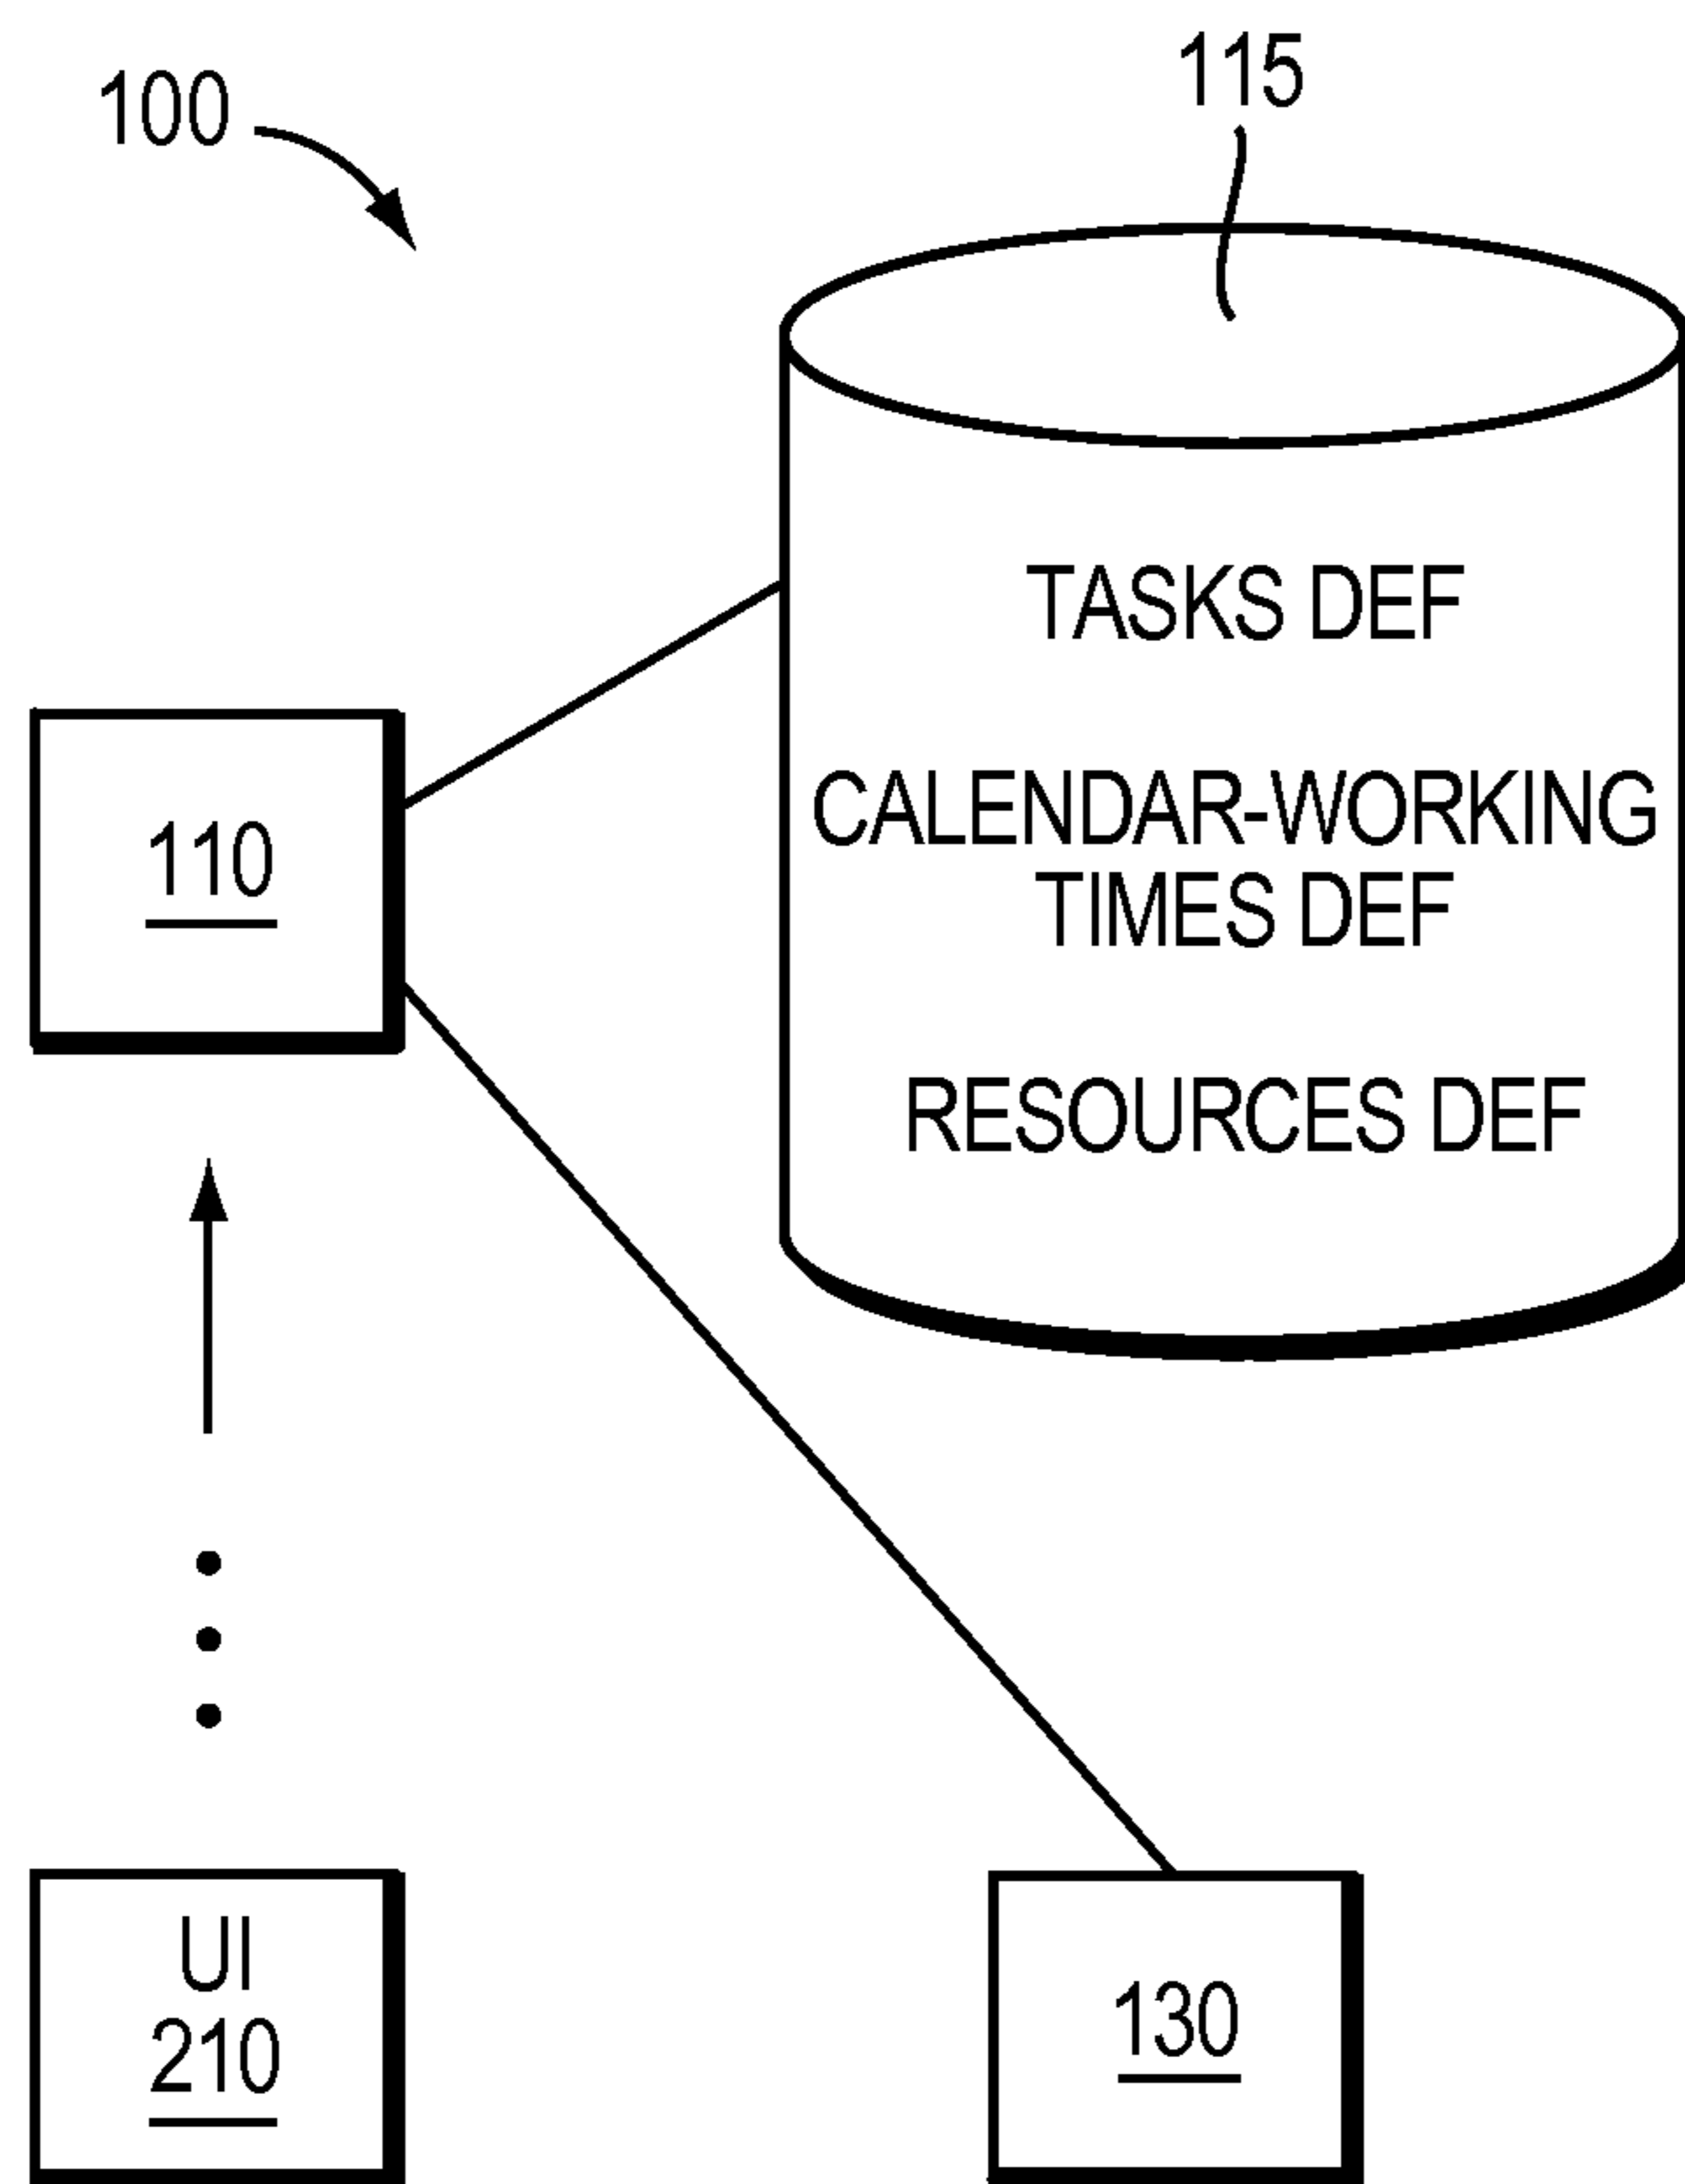 100
115
TASKS DEF
CALENDAR-WORKING
TIMES DEF
RESOURCES DEF
110
UI
210
130